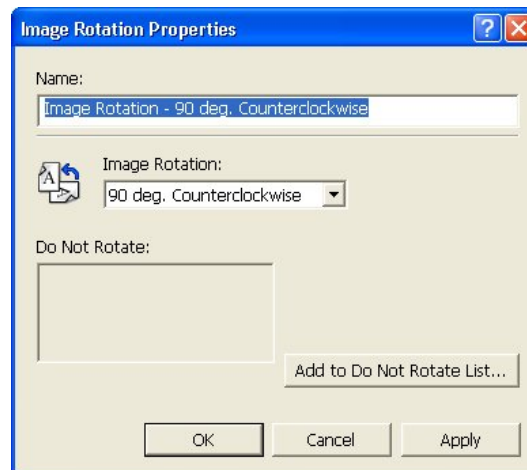 Image Rotation Properties
Name:
Image Rotation - 90 deg. Counterclockwise
Image Rotation:
90 deg. Counterclockwise
Do Not Rotate:
Add to Do Not Rotate List...
OK
Cancel
Apply